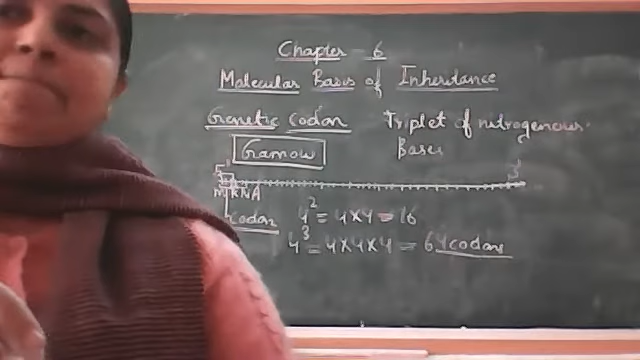 Chapter - 6
Molecular Basis of Inheritance
Genetic Codon Triplet of nitrogenous
Bases
Gamow
5' 3'
mRNA
Codon 4² = 4×4 = 16
4³ = 4×4×4 = 64 codons